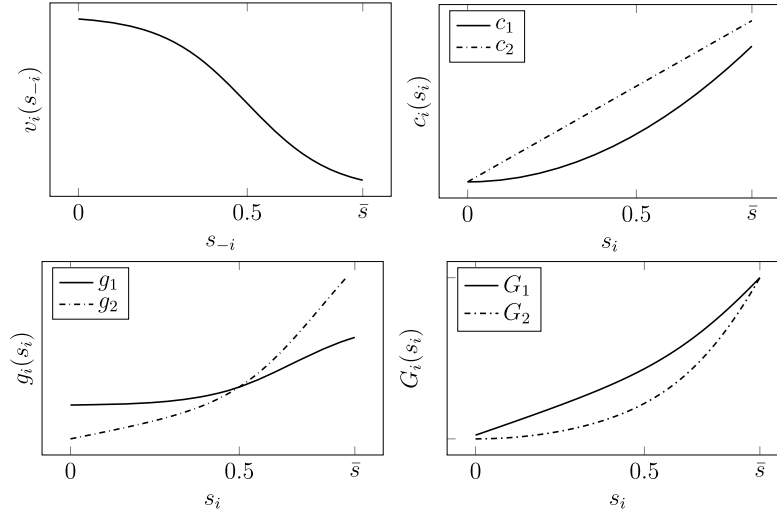 v_i(s_{-i})
0 0.5 s̄
s_{-i}
c_1
c_2
c_i(s_i)
0 0.5 s̄
s_i
g_1
g_2
g_i(s_i)
0 0.5 s̄
s_i
G_1
G_2
G_i(s_i)
0 0.5 s̄
s_i